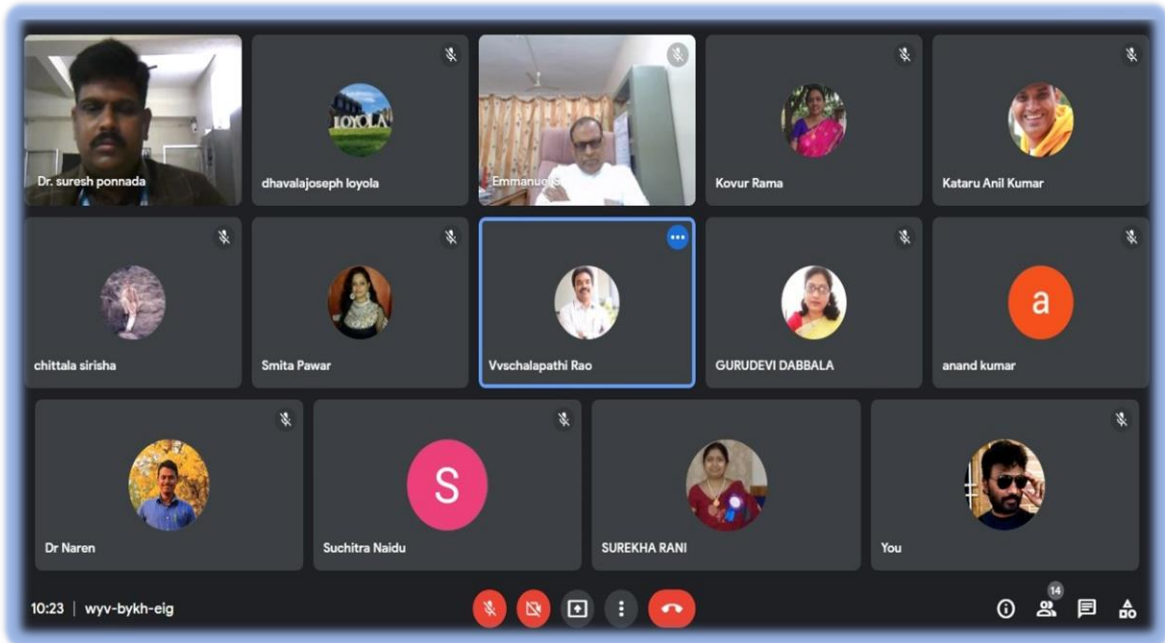 LOYOLA
Dr. suresh ponnada
dhavalajoseph loyola
Emmanuel
Kovur Rama
Kataru Anil Kumar
a
chittala sirisha
Smita Pawar
Vvschalapathi Rao
GURUDEVI DABBALA
anand kumar
S
Dr Naren
Suchitra Naidu
SUREKHA RANI
You
14
10:23 | wyv-bykh-eig